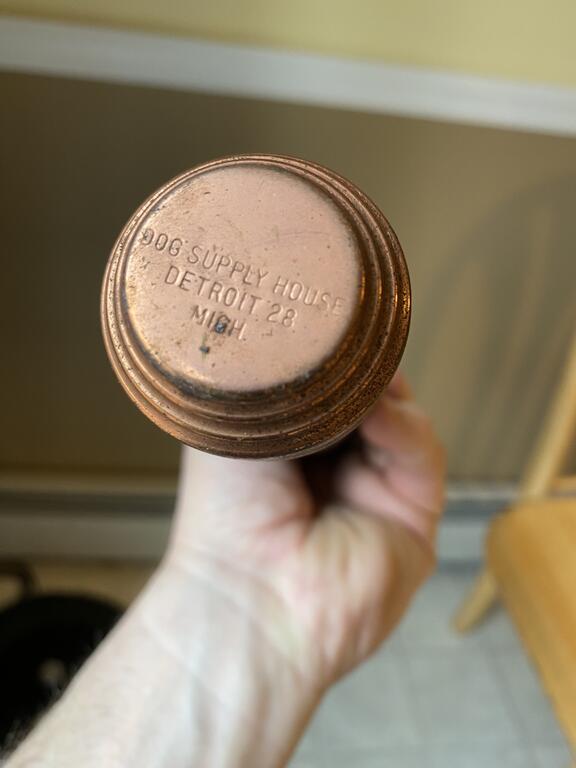 DOG SUPPLY HOUSE
DETROIT 28,
MICH.